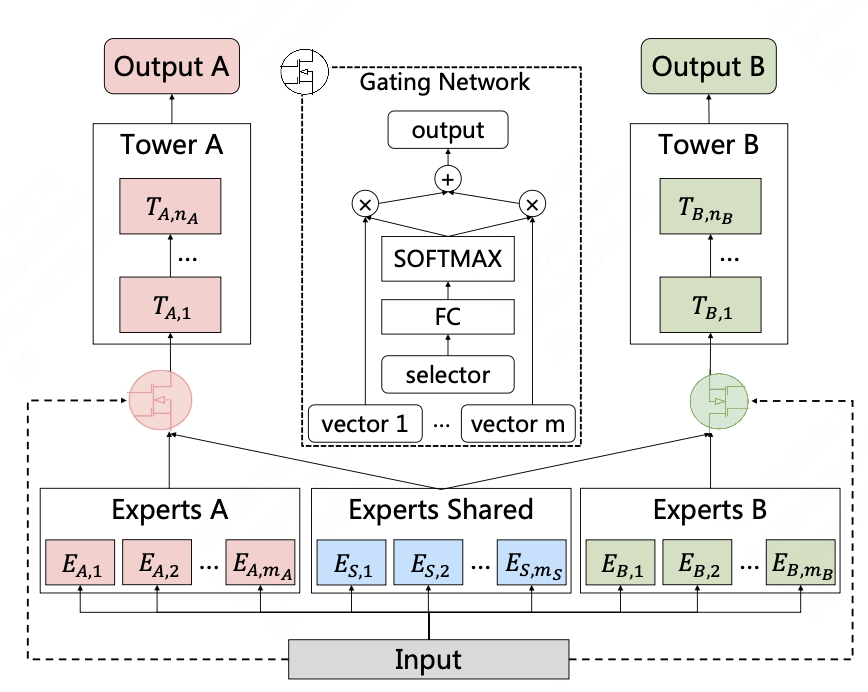 Output A
Gating Network
Output B
output
Tower A
T_{A,n_A}
...
T_{A,1}
+
× ×
SOFTMAX
FC
selector
vector 1 ... vector m
Tower B
T_{B,n_B}
...
T_{B,1}
Experts A
E_{A,1} E_{A,2} ... E_{A,m_A}
Experts Shared
E_{S,1} E_{S,2} ... E_{S,m_S}
Experts B
E_{B,1} E_{B,2} ... E_{B,m_B}
Input